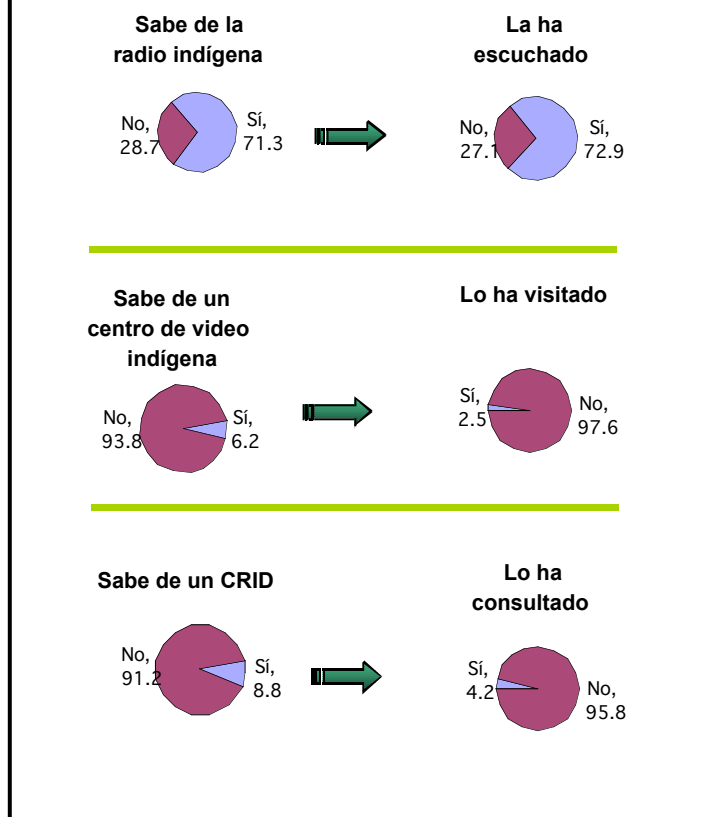 Sabe de la
radio indígena
La ha
escuchado
No,
28.7
Sí,
71.3
No,
27.1
Sí,
72.9
Sabe de un
centro de video
indígena
Lo ha visitado
No,
93.8
Sí,
6.2
Sí,
2.5
No,
97.6
Sabe de un CRID
Lo ha
consultado
No,
91.2
Sí,
8.8
Sí,
4.2
No,
95.8